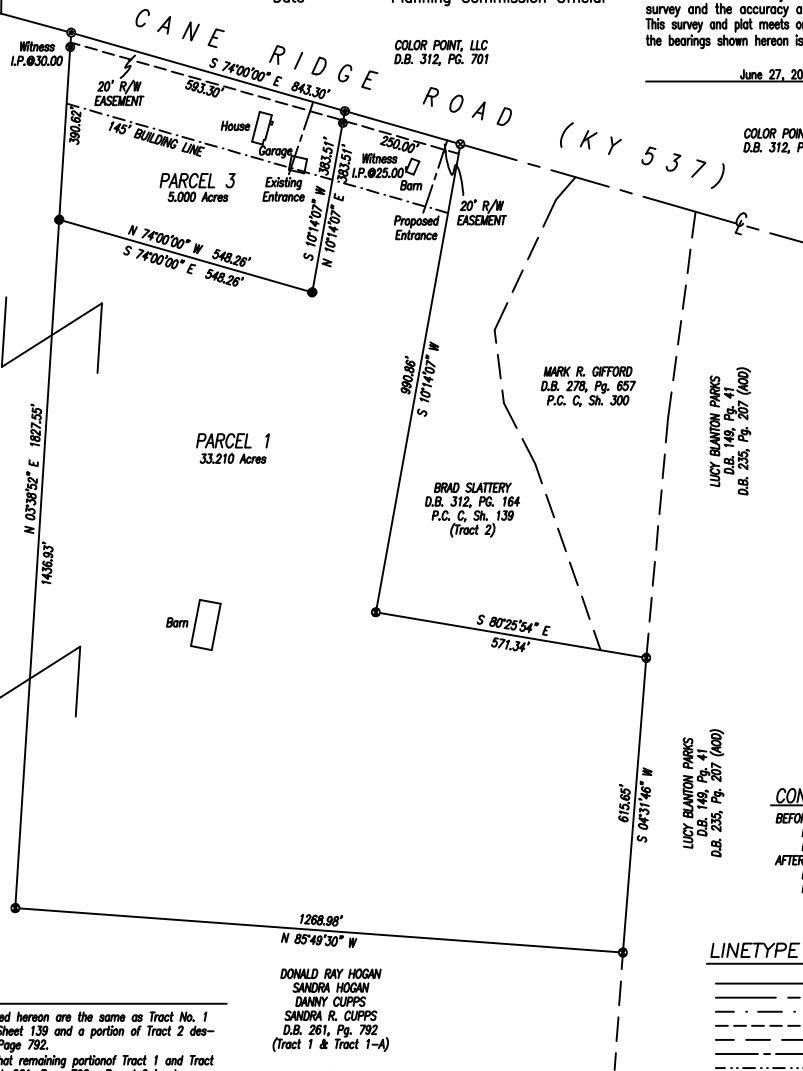 Planning Commission Official
survey and the accuracy a
This survey and plat meets o
the bearings shown hereon is
June 27, 20
CANE RIDGE ROAD (KY 537)
COLOR POINT, LLC
D.B. 312, PG. 701
COLOR POIN
D.B. 312, P
Witness
I.P.@30.00
S 74°00'00" E 843.30'
593.30'
20' R/W
EASEMENT
390.62'
145' BUILDING LINE
House
Garage
Existing
Entrance
PARCEL 3
5.000 Acres
383.51'
383.51'
S 10°14'07" W
N 10°14'07" E
250.00'
Witness
I.P.@25.00'
Barn
Proposed
Entrance
20' R/W
EASEMENT
N 74°00'00" W 548.26'
S 74°00'00" E 548.26'
990.86'
S 10°14'07" W
MARK R. GIFFORD
D.B. 278, Pg. 657
P.C. C, Sh. 300
LUCY BLANTON PARKS
D.B. 149, Pg. 41
D.B. 235, Pg. 207 (AOD)
N 03°38'52" E 1827.55'
1436.93'
PARCEL 1
33.210 Acres
BRAD SLATTERY
D.B. 312, PG. 164
P.C. C, Sh. 139
(Tract 2)
Barn
S 80°25'54" E
571.34'
615.65'
S 04°31'46" W
LUCY BLANTON PARKS
D.B. 149, Pg. 41
D.B. 235, Pg. 207 (AOD)
CON
BEFOR
AFTER
1268.98'
N 85°49'30" W
DONALD RAY HOGAN
SANDRA HOGAN
DANNY CUPPS
SANDRA R. CUPPS
D.B. 261, Pg. 792
(Tract 1 & Tract 1-A)
LINETYPE
ed hereon are the same as Tract No. 1
Sheet 139 and a portion of Tract 2 des-
Page 792.
hat remaining portionof Tract 1 and Tract